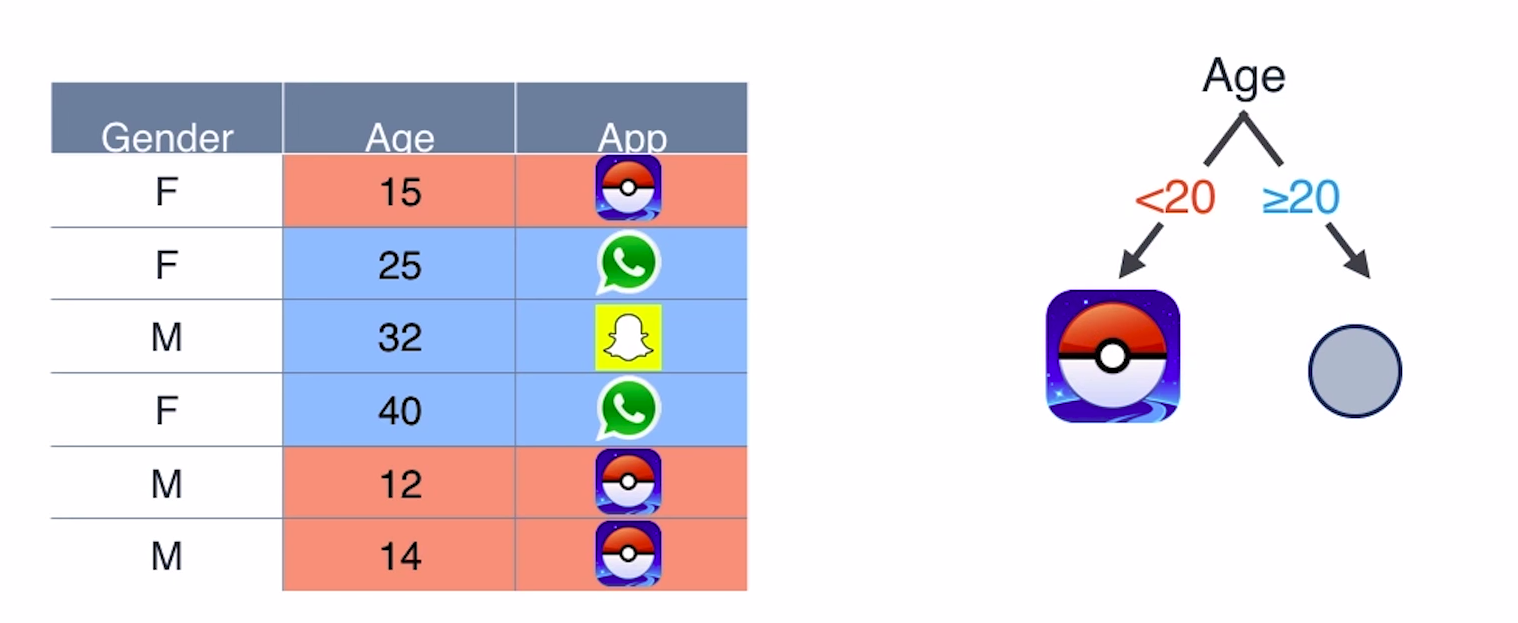 Gender Age App
F 15
F 25
M 32
F 40
M 12
M 14
Age
<20 ≥20